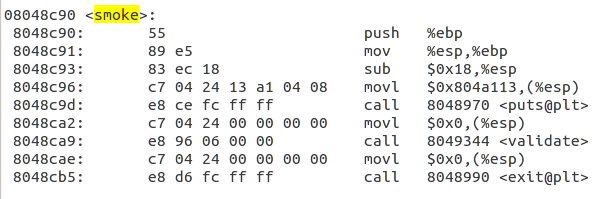 08048c90 <smoke>:
8048c90: 55 push %ebp
8048c91: 89 e5 mov %esp,%ebp
8048c93: 83 ec 18 sub $0x18,%esp
8048c96: c7 04 24 13 a1 04 08 movl $0x804a113,(%esp)
8048c9d: e8 ce fc ff ff call 8048970 <puts@plt>
8048ca2: c7 04 24 00 00 00 00 movl $0x0,(%esp)
8048ca9: e8 96 06 00 00 call 8049344 <validate>
8048cae: c7 04 24 00 00 00 00 movl $0x0,(%esp)
8048cb5: e8 d6 fc ff ff call 8048990 <exit@plt>